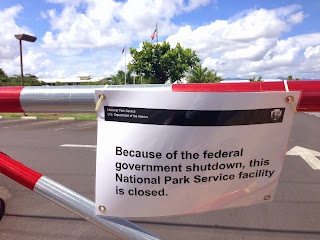 National Park Service
U.S. Department of the Interior
Because of the federal
government shutdown, this
National Park Service facility
is closed.